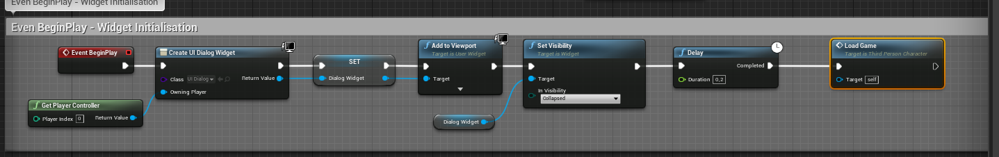 Even BeginPlay - Widget Initialisation
Even BeginPlay - Widget Initialisation
Event BeginPlay
Create UI Dialog Widget
Class UI Dialog
Return Value
Owning Player
Get Player Controller
Player Index 0
Return Value
SET
Dialog Widget
Add to Viewport
Target is User Widget
Target
Set Visibility
Target is Widget
Target
In Visibility
Collapsed
Dialog Widget
Delay
Completed
Duration 0,2
Load Game
Target is Third Person Character
Target self